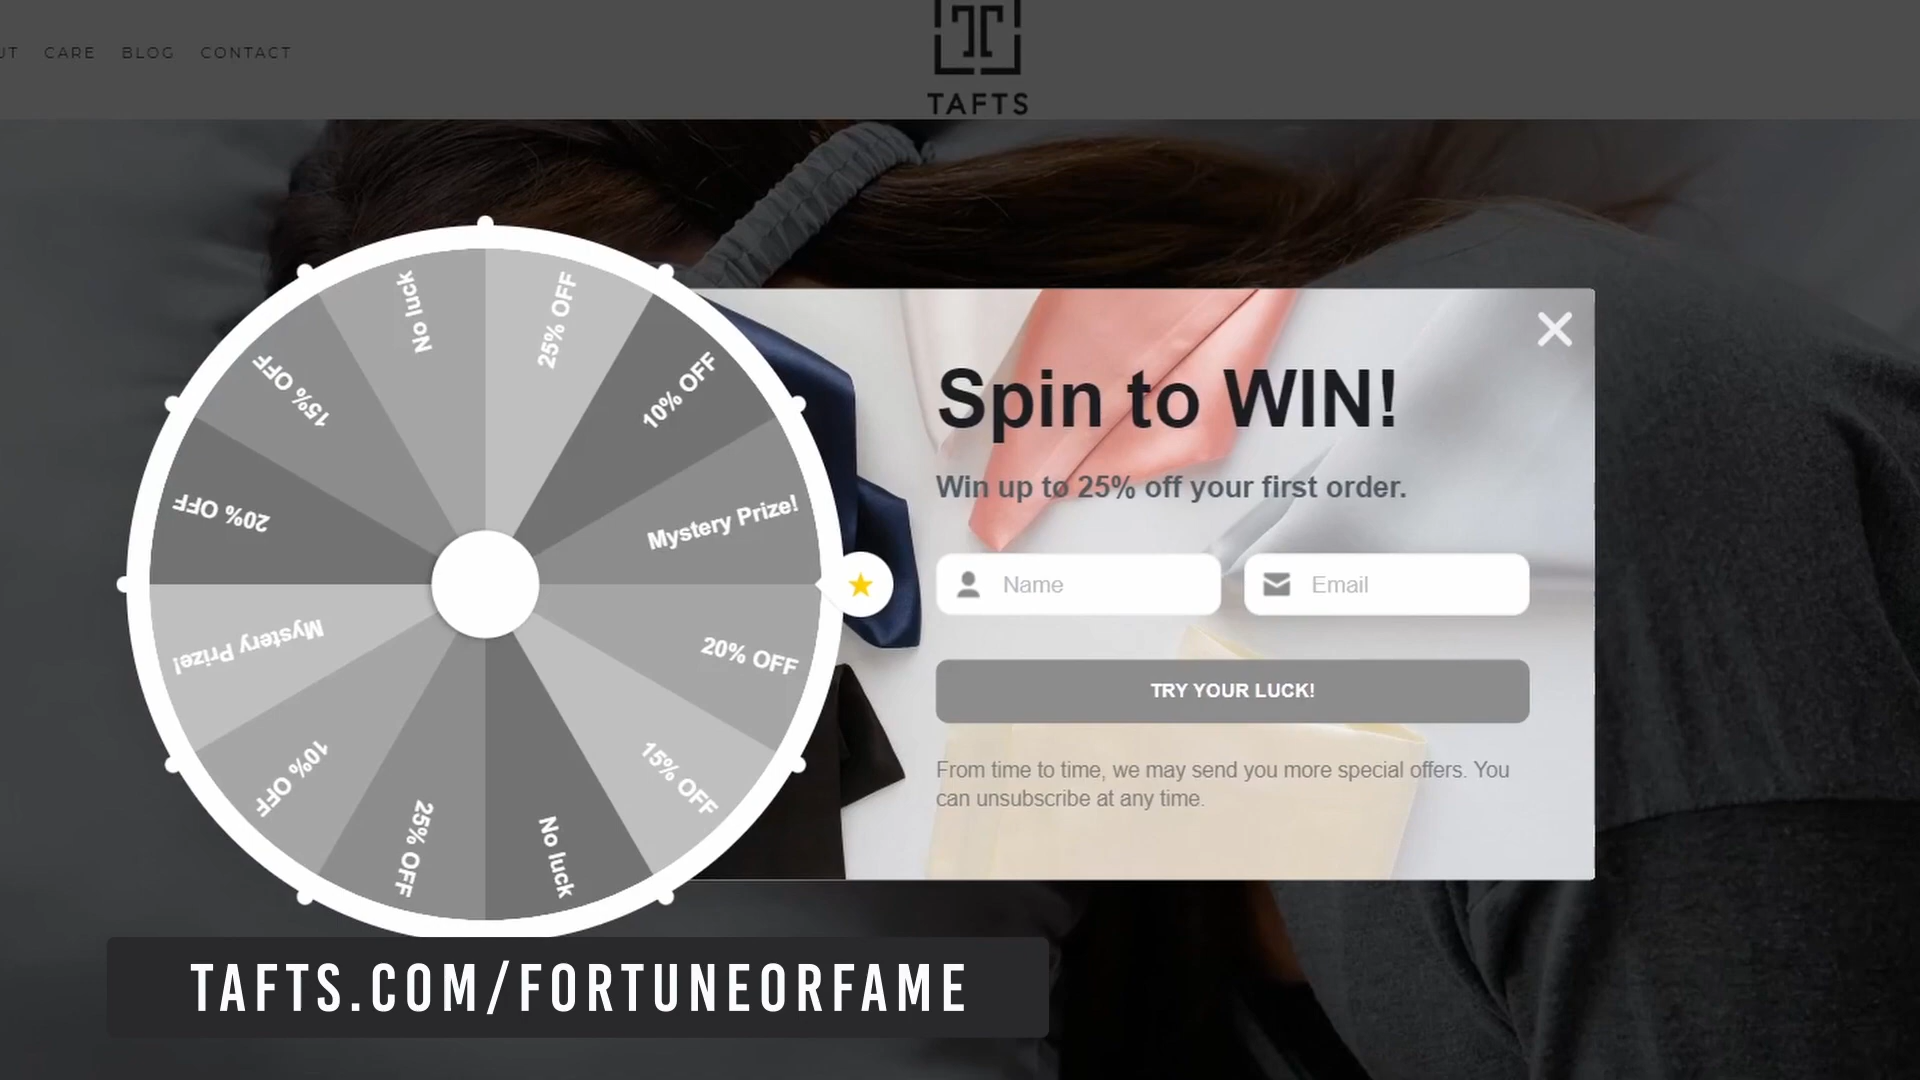 UT CARE BLOG CONTACT
TAFTS
No luck
25% OFF
10% OFF
Mystery Prize!
20% OFF
15% OFF
No luck
25% OFF
10% OFF
Mystery Prize!
20% OFF
15% OFF
Spin to WIN!
Win up to 25% off your first order.
Name
Email
TRY YOUR LUCK!
From time to time, we may send you more special offers. You
can unsubscribe at any time.
TAFTS.COM/FORTUNEORFAME